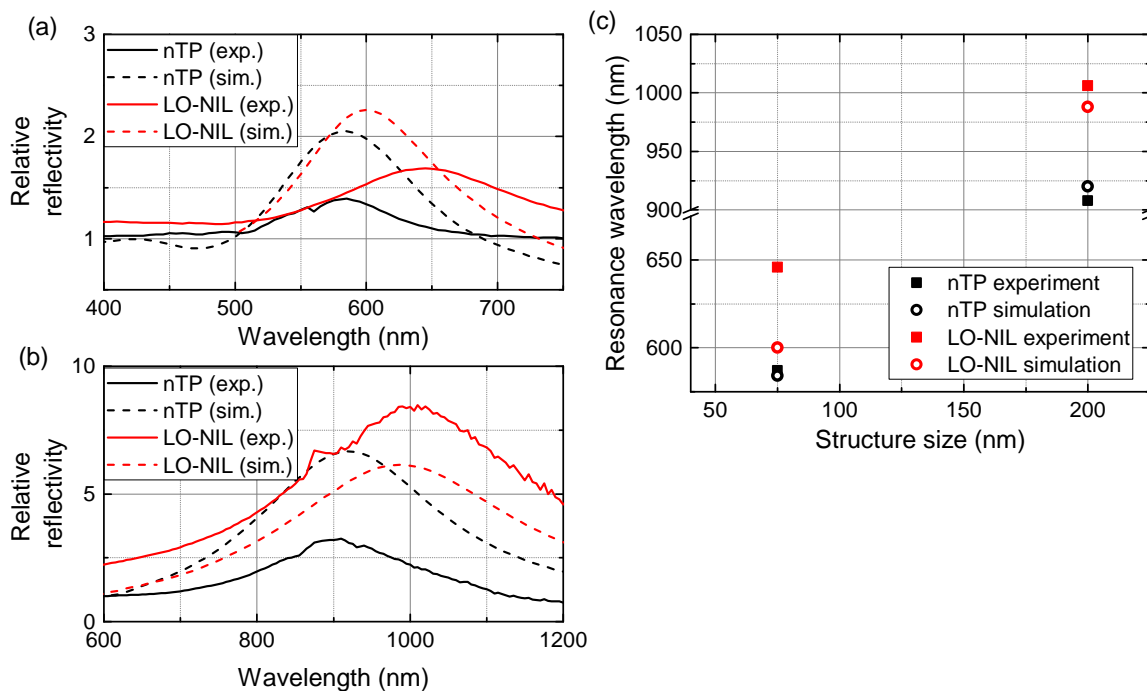 (a)
3
2
1
Relative
reflectivity
nTP (exp.)
nTP (sim.)
LO-NIL (exp.)
LO-NIL (sim.)
400 500 600 700
Wavelength (nm)
(b)
10
5
0
Relative
reflectivity
nTP (exp.)
nTP (sim.)
LO-NIL (exp.)
LO-NIL (sim.)
600 800 1000 1200
Wavelength (nm)
(c)
1050
1000
950
900
650
600
Resonance wavelength (nm)
nTP experiment
nTP simulation
LO-NIL experiment
LO-NIL simulation
50 100 150 200
Structure size (nm)